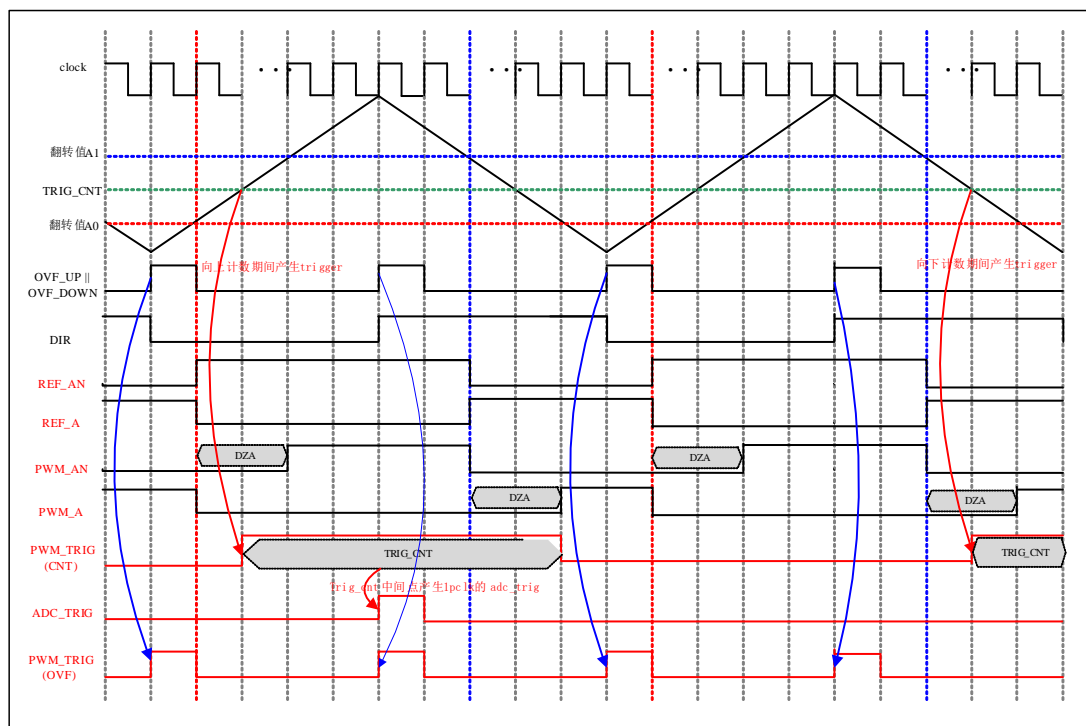 clock
· · ·
· · ·
· · ·
翻转值A1
TRIG_CNT
翻转值A0
向上计数期间产生trigger
向下计数期间产生trigger
OVF_UP ||
OVF_DOWN
DIR
REF_AN
REF_A
DZA
DZA
PWM_AN
DZA
DZA
PWM_A
PWM_TRIG
(CNT)
TRIG_CNT
TRIG_CNT
Trig_cnt中间点产生1pclk的 adc_trig
ADC_TRIG
PWM_TRIG
(OVF)